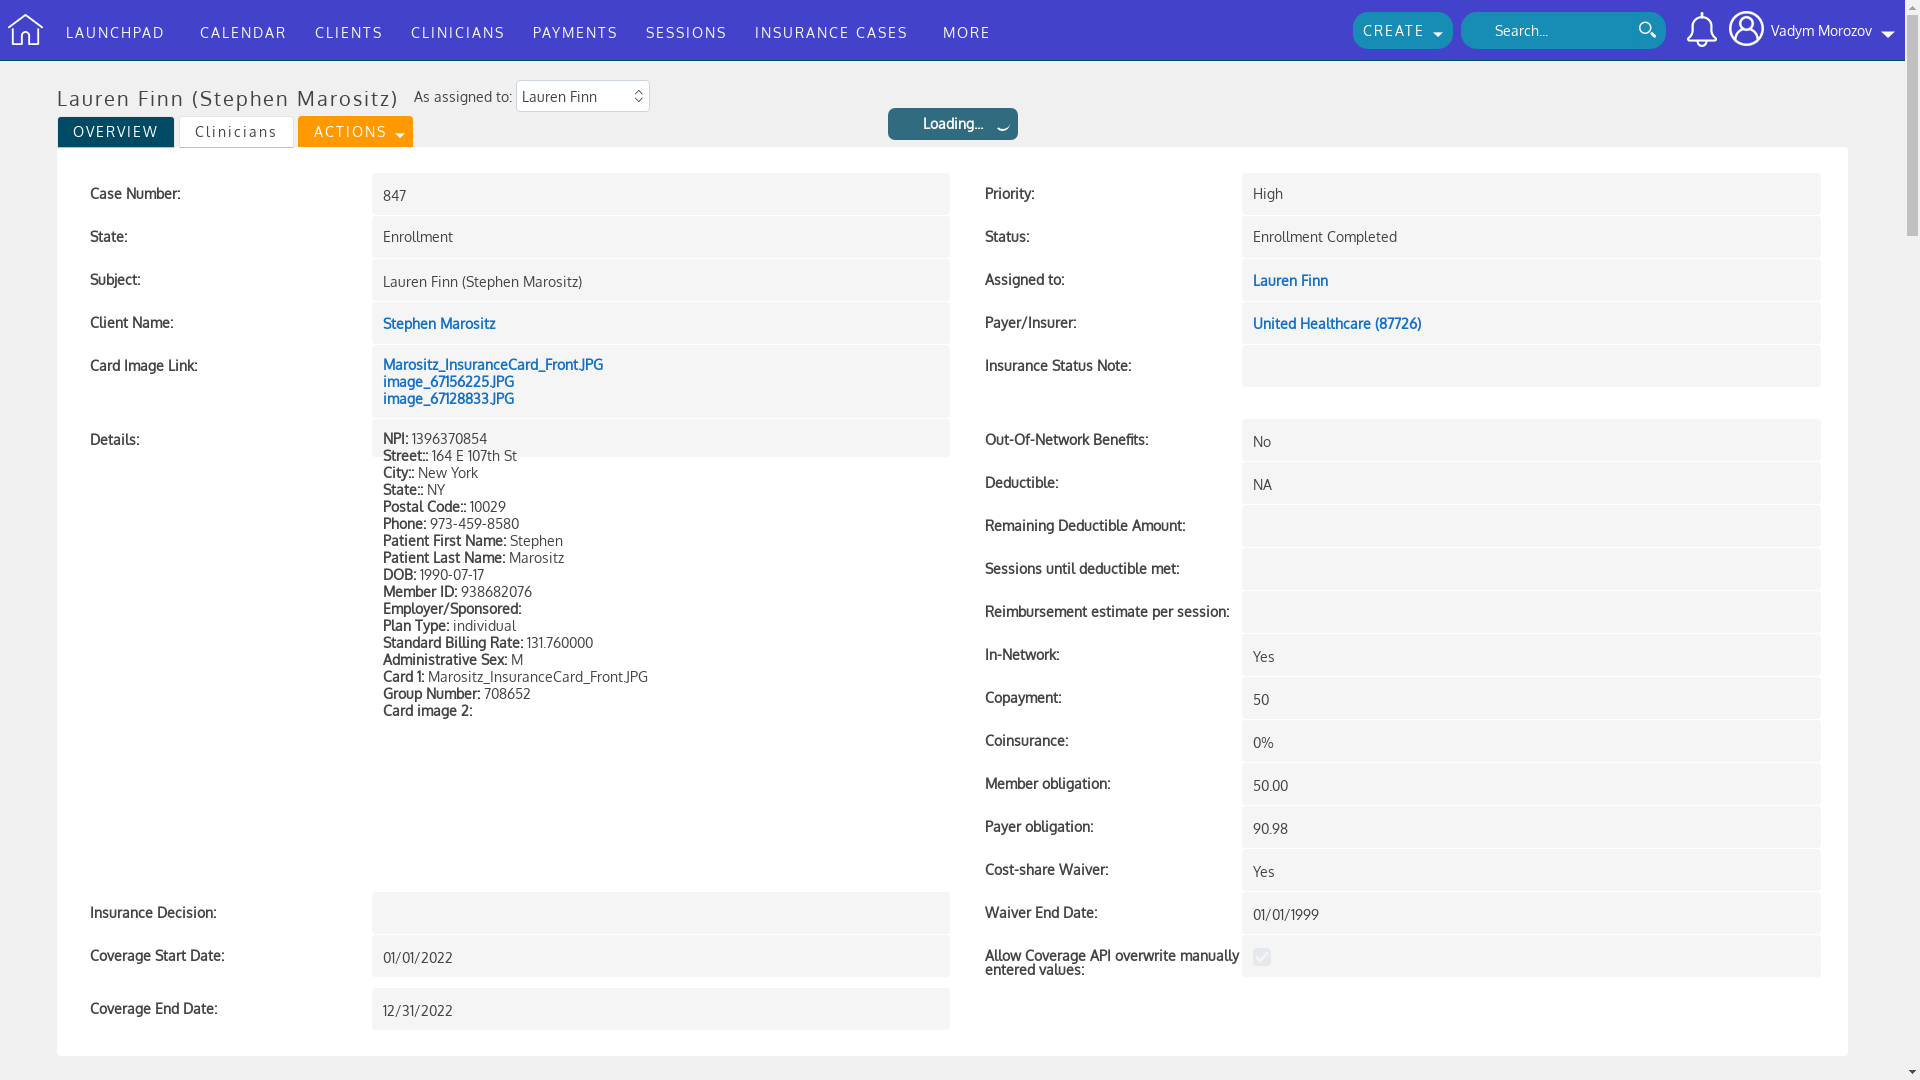 LAUNCHPAD CALENDAR CLIENTS CLINICIANS PAYMENTS SESSIONS INSURANCE CASES MORE CREATE Search... Vadym Morozov
Lauren Finn (Stephen Marositz) As assigned to: Lauren Finn
Loading...
OVERVIEW Clinicians ACTIONS
Case Number: 847
Priority: High
State: Enrollment
Status: Enrollment Completed
Subject: Lauren Finn (Stephen Marositz)
Assigned to: Lauren Finn
Client Name: Stephen Marositz
Payer/Insurer: United Healthcare (87726)
Card Image Link: Marositz_InsuranceCard_Front.JPG
image_67156225.JPG
image_67128833.JPG
Insurance Status Note:
Details: NPI: 1396370854
Street:: 164 E 107th St
City:: New York
State:: NY
Postal Code:: 10029
Phone: 973-459-8580
Patient First Name: Stephen
Patient Last Name: Marositz
DOB: 1990-07-17
Member ID: 938682076
Employer/Sponsored:
Plan Type: individual
Standard Billing Rate: 131.760000
Administrative Sex: M
Card 1: Marositz_InsuranceCard_Front.JPG
Group Number: 708652
Card image 2:
Out-Of-Network Benefits: No
Deductible: NA
Remaining Deductible Amount:
Sessions until deductible met:
Reimbursement estimate per session:
In-Network: Yes
Copayment: 50
Coinsurance: 0%
Member obligation: 50.00
Payer obligation: 90.98
Cost-share Waiver: Yes
Insurance Decision:
Waiver End Date: 01/01/1999
Coverage Start Date: 01/01/2022
Allow Coverage API overwrite manually
entered values:
Coverage End Date: 12/31/2022